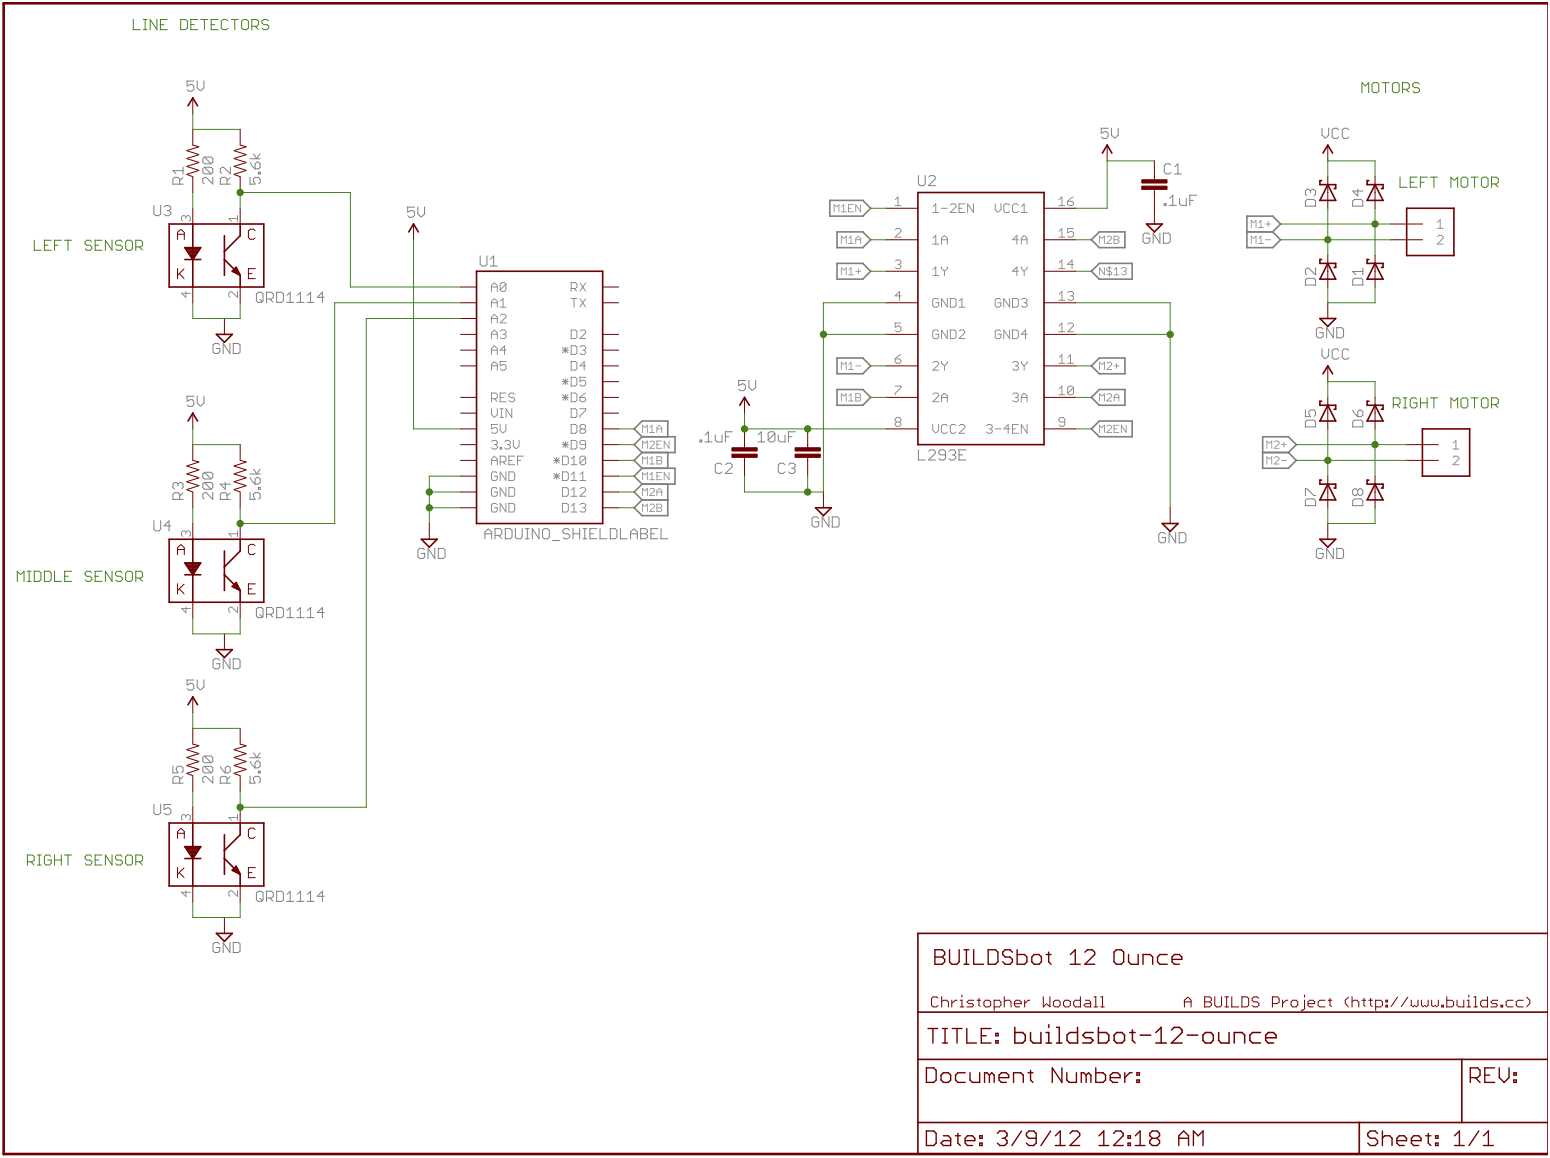 LINE DETECTORS
5V
R1
200
R2
5.6k
U3
3
1
A
C
K
E
4
2
LEFT SENSOR
QRD1114
GND
5V
R3
200
R4
5.6k
U4
3
1
A
C
K
E
4
2
MIDDLE SENSOR
QRD1114
GND
5V
R5
200
R6
5.6k
U5
3
1
A
C
K
E
4
2
RIGHT SENSOR
QRD1114
GND
5V
U1
A0 RX
A1 TX
A2
A3 D2
A4 *D3
A5 D4
*D5
RES *D6
VIN D7
5V D8 M1A
3.3V *D9 M2EN
AREF *D10 M1B
GND *D11 M1EN
GND D12 M2A
GND D13 M2B
ARDUINO_SHIELDLABEL
GND
5V
.1uF
C2
10uF
C3
GND
U2
M1EN 1 1-2EN VCC1 16
M1A 2 1A 4A 15 M2B
M1+ 3 1Y 4Y 14 N$13
4 GND1 GND3 13
5 GND2 GND4 12
M1- 6 2Y 3Y 11 M2+
M1B 7 2A 3A 10 M2A
8 VCC2 3-4EN 9 M2EN
L293E
5V
C1
.1uF
GND
GND
MOTORS
VCC
D3
D4
LEFT MOTOR
M1+
M1-
1
2
D2
D1
GND
VCC
D5
D6
RIGHT MOTOR
M2+
M2-
1
2
D7
D8
GND
BUILDSbot 12 Ounce
Christopher Woodall A BUILDS Project (http://www.builds.cc)
TITLE: buildsbot-12-ounce
Document Number:
REV:
Date: 3/9/12 12:18 AM
Sheet: 1/1